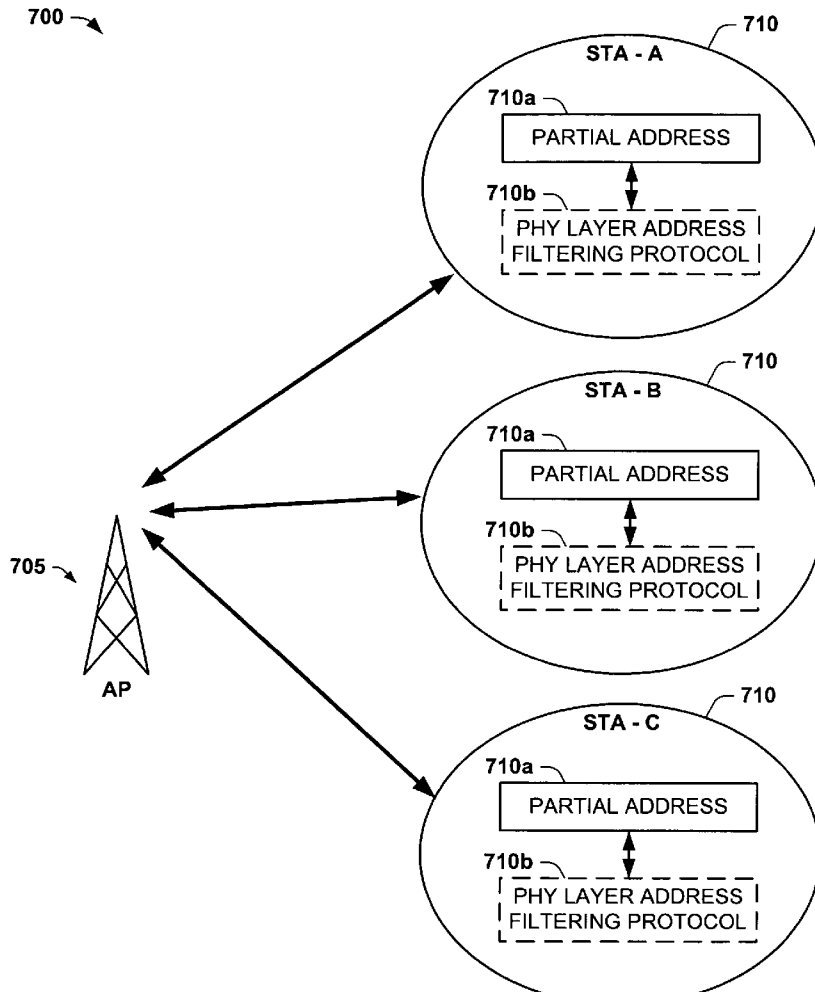 700
710
STA - A
710a
PARTIAL ADDRESS
710b
PHY LAYER ADDRESS
FILTERING PROTOCOL
710
STA - B
710a
PARTIAL ADDRESS
710b
PHY LAYER ADDRESS
FILTERING PROTOCOL
705
AP
710
STA - C
710a
PARTIAL ADDRESS
710b
PHY LAYER ADDRESS
FILTERING PROTOCOL